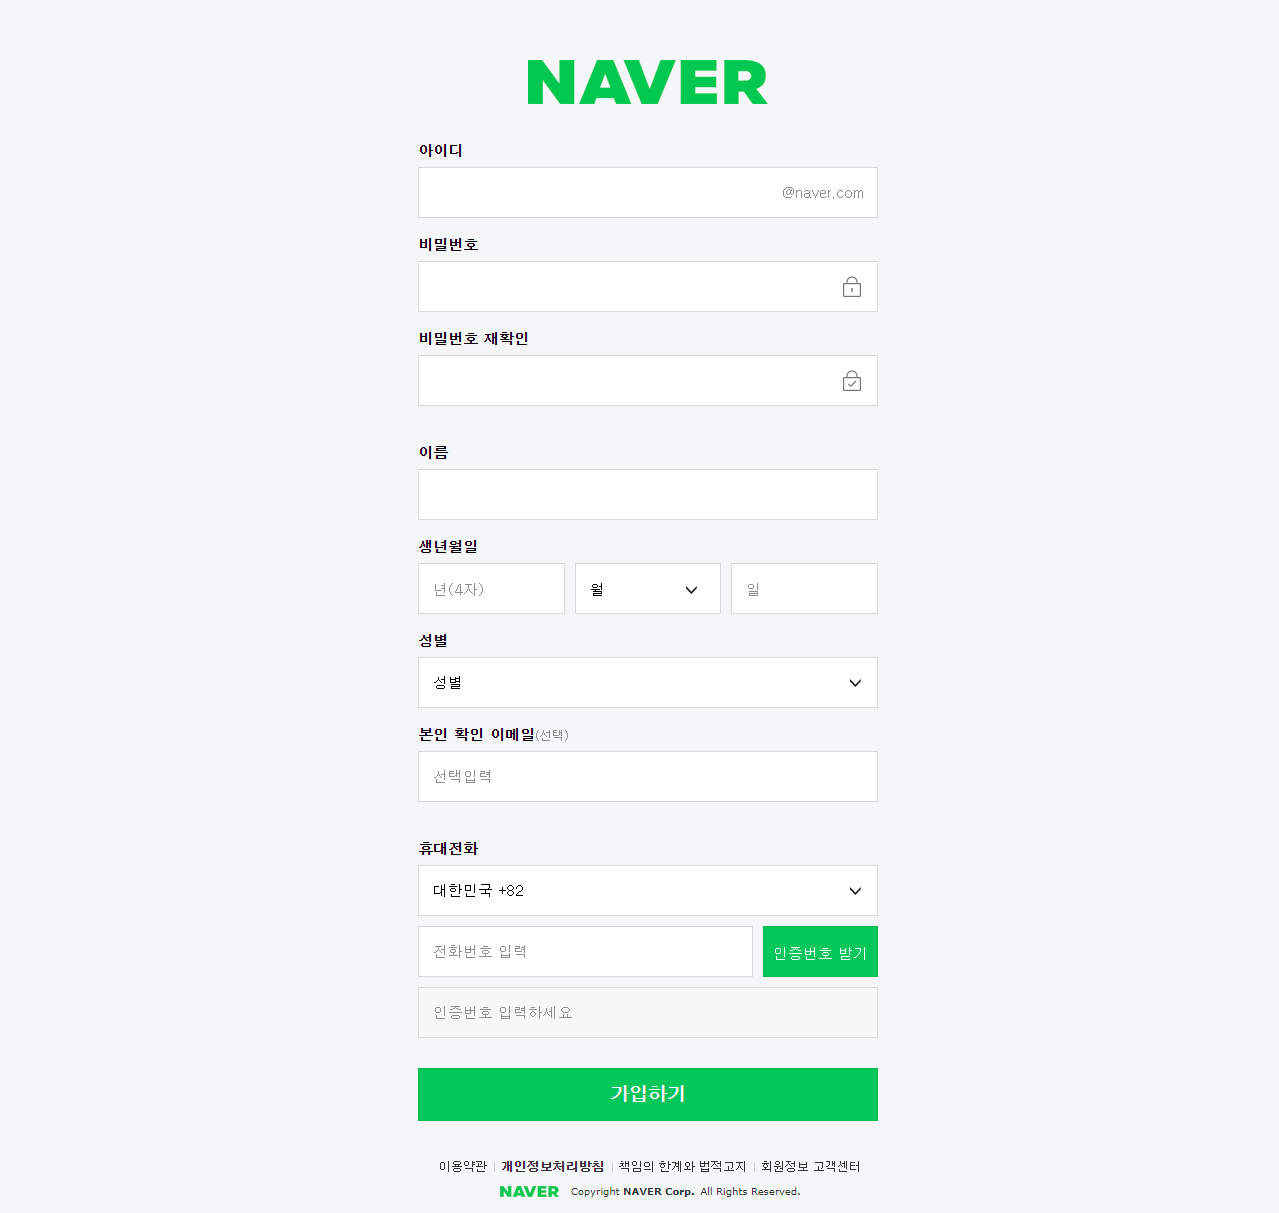 NAVER
아이디
@naver.com
비밀번호
비밀번호 재확인
이름
생년월일
년(4자) 월 일
성별
성별
본인 확인 이메일(선택)
선택입력
휴대전화
대한민국 +82
전화번호 입력 인증번호 받기
인증번호 입력하세요
가입하기
이용약관 | 개인정보처리방침 | 책임의 한계와 법적고지 | 회원정보 고객센터
NAVER Copyright NAVER Corp. All Rights Reserved.